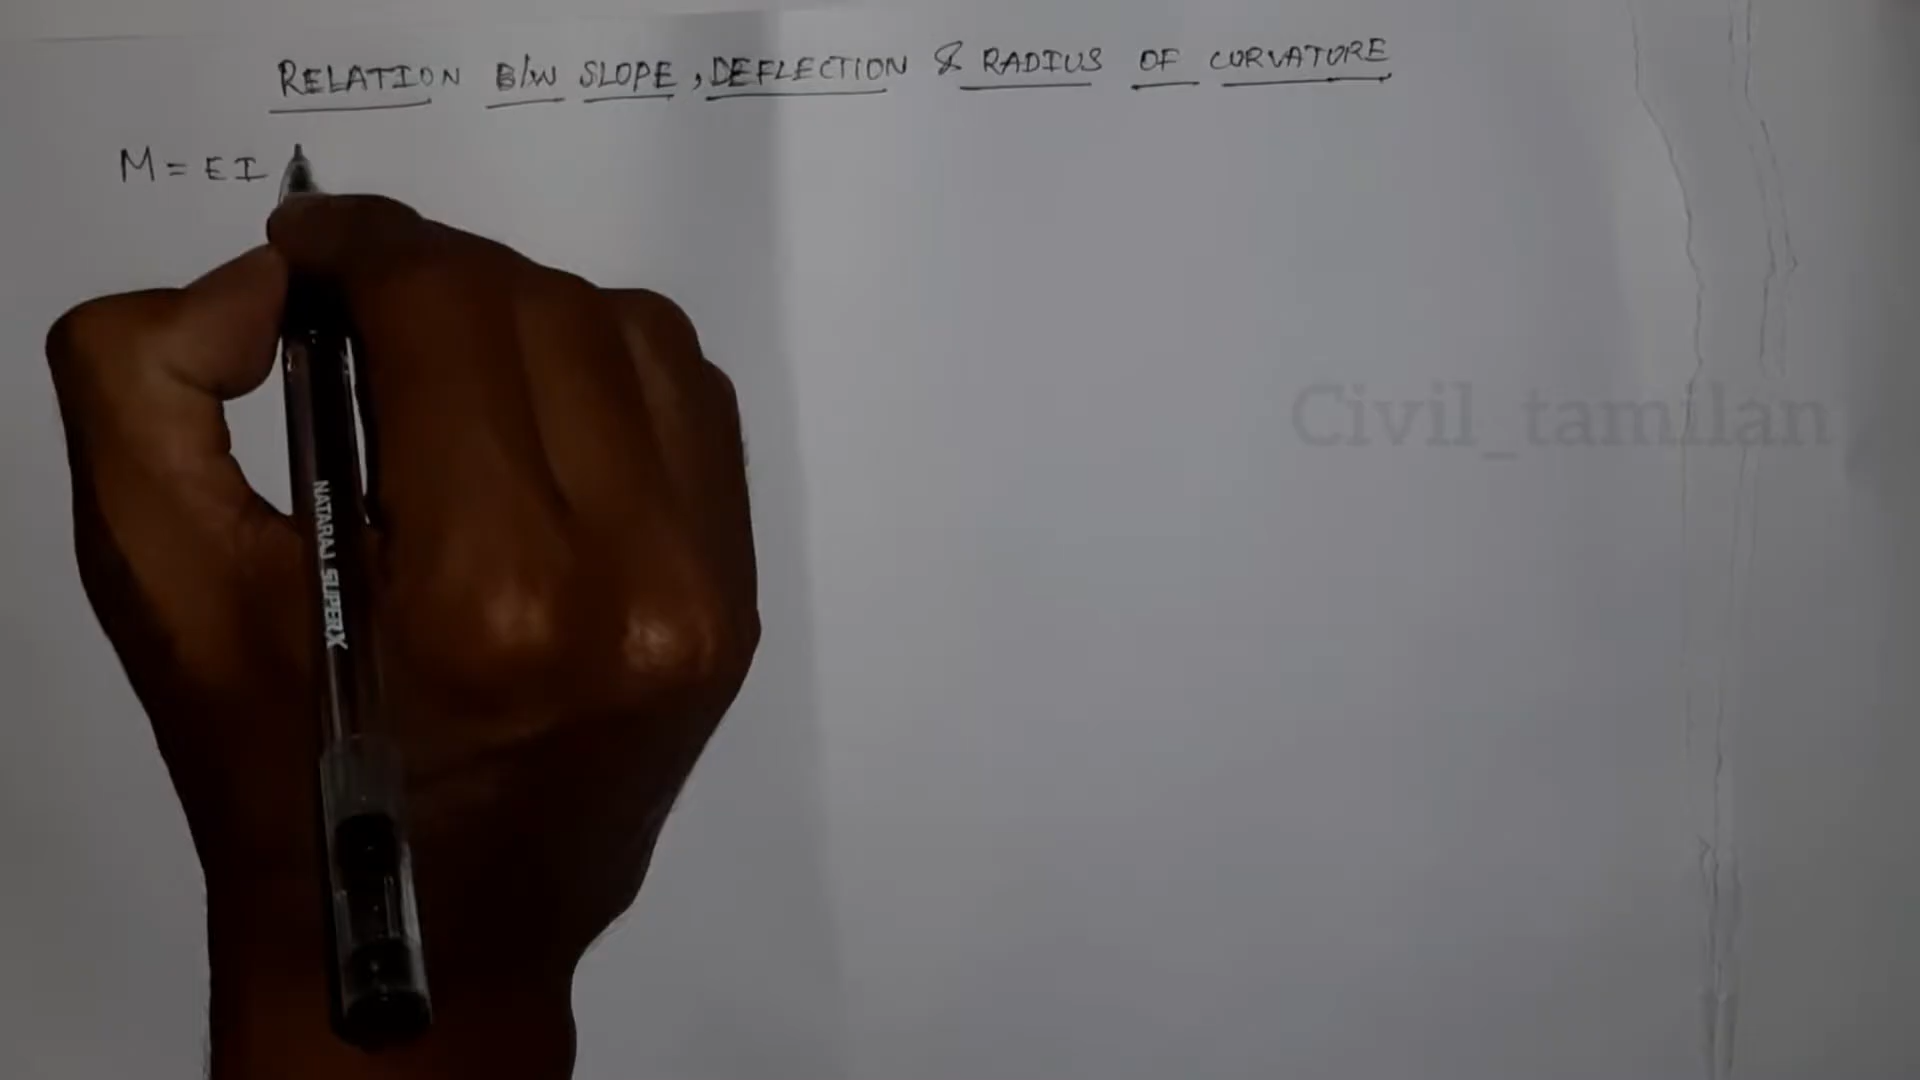 RELATION B/W SLOPE, DEFLECTION & RADIUS OF CURVATURE
M = EI
Civil_tamilan
NATARAJ SUPERX